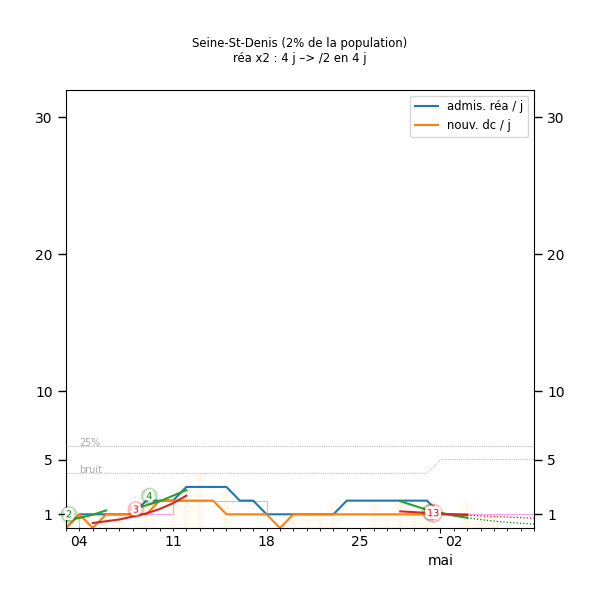 Seine-St-Denis (2% de la population)
réa x2 : 4 j –> /2 en 4 j
admis. réa / j
nouv. dc / j
30 30
20 20
10 10
25%
5 5
bruit
4
2 3 13
1 1
04 11 18 25 02
mai